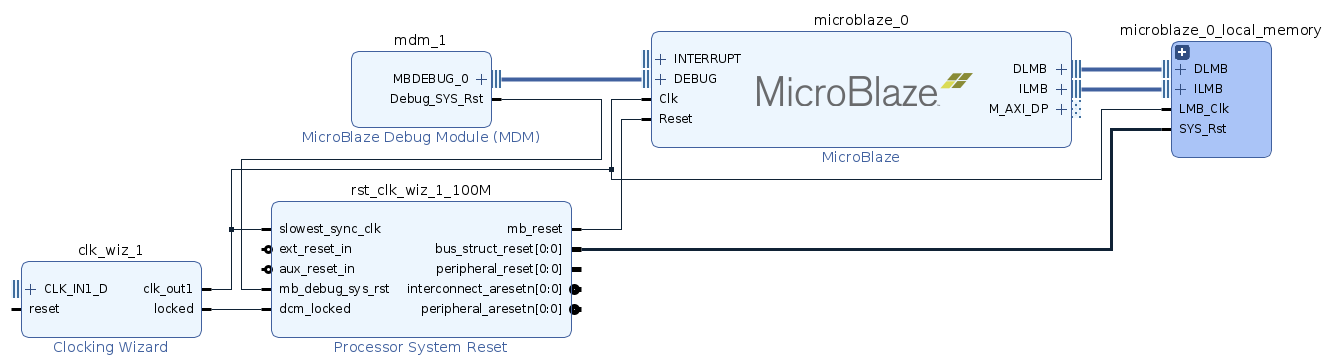 mdm_1
MBDEBUG_0
Debug_SYS_Rst
MicroBlaze Debug Module (MDM)
microblaze_0
INTERRUPT
DEBUG
Clk
Reset
MicroBlaze
DLMB
ILMB
M_AXI_DP
MicroBlaze
microblaze_0_local_memory
DLMB
ILMB
LMB_Clk
SYS_Rst
clk_wiz_1
CLK_IN1_D
reset
clk_out1
locked
Clocking Wizard
rst_clk_wiz_1_100M
slowest_sync_clk
ext_reset_in
aux_reset_in
mb_debug_sys_rst
dcm_locked
mb_reset
bus_struct_reset[0:0]
peripheral_reset[0:0]
interconnect_aresetn[0:0]
peripheral_aresetn[0:0]
Processor System Reset